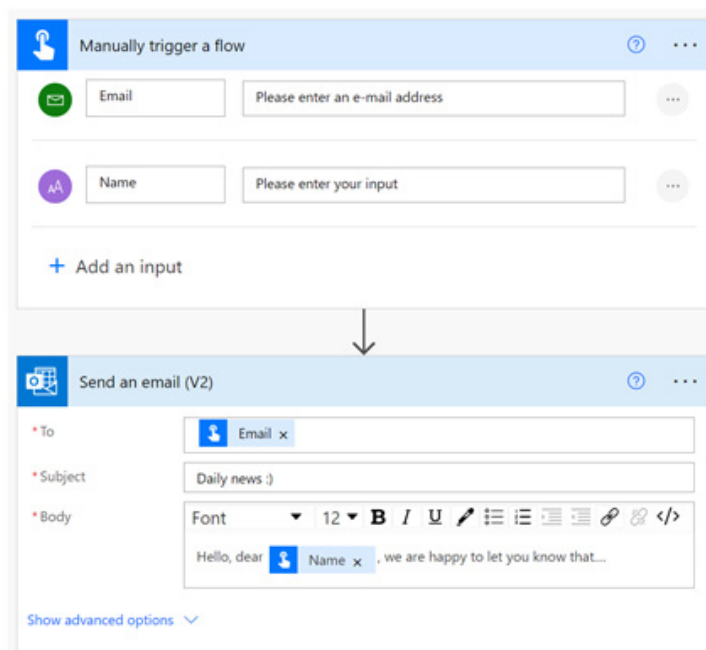 Manually trigger a flow
Email Please enter an e-mail address
AA Name Please enter your input
+ Add an input
Send an email (V2)
* To Email ×
* Subject Daily news :)
* Body Font 12 B I U </>
Hello, dear Name × , we are happy to let you know that....
Show advanced options